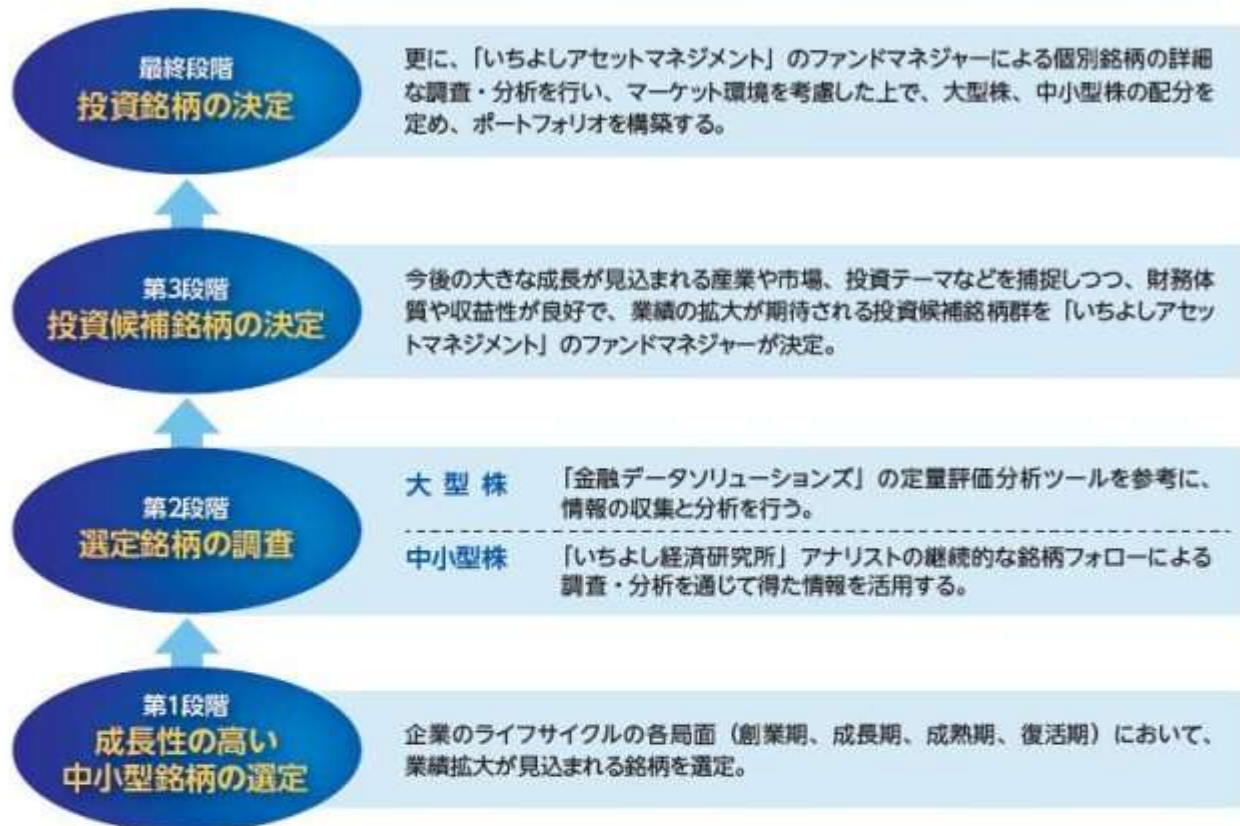 最終段階
投資銘柄の決定
更に、「いちよしアセットマネジメント」のファンドマネジャーによる個別銘柄の詳細
な調査・分析を行い、マーケット環境を考慮した上で、大型株、中小型株の配分を
定め、ポートフォリオを構築する。
第3段階
投資候補銘柄の決定
今後の大きな成長が見込まれる産業や市場、投資テーマなどを捕捉しつつ、財務体
質や収益性が良好で、業績の拡大が期待される投資候補銘柄群を「いちよしアセッ
トマネジメント」のファンドマネジャーが決定。
第2段階
選定銘柄の調査
大型株 「金融データソリューションズ」の定量評価分析ツールを参考に、
情報の収集と分析を行う。
中小型株 「いちよし経済研究所」アナリストの継続的な銘柄フォローによる
調査・分析を通じて得た情報を活用する。
第1段階
成長性の高い
中小型銘柄の選定
企業のライフサイクルの各局面（創業期、成長期、成熟期、復活期）において、
業績拡大が見込まれる銘柄を選定。